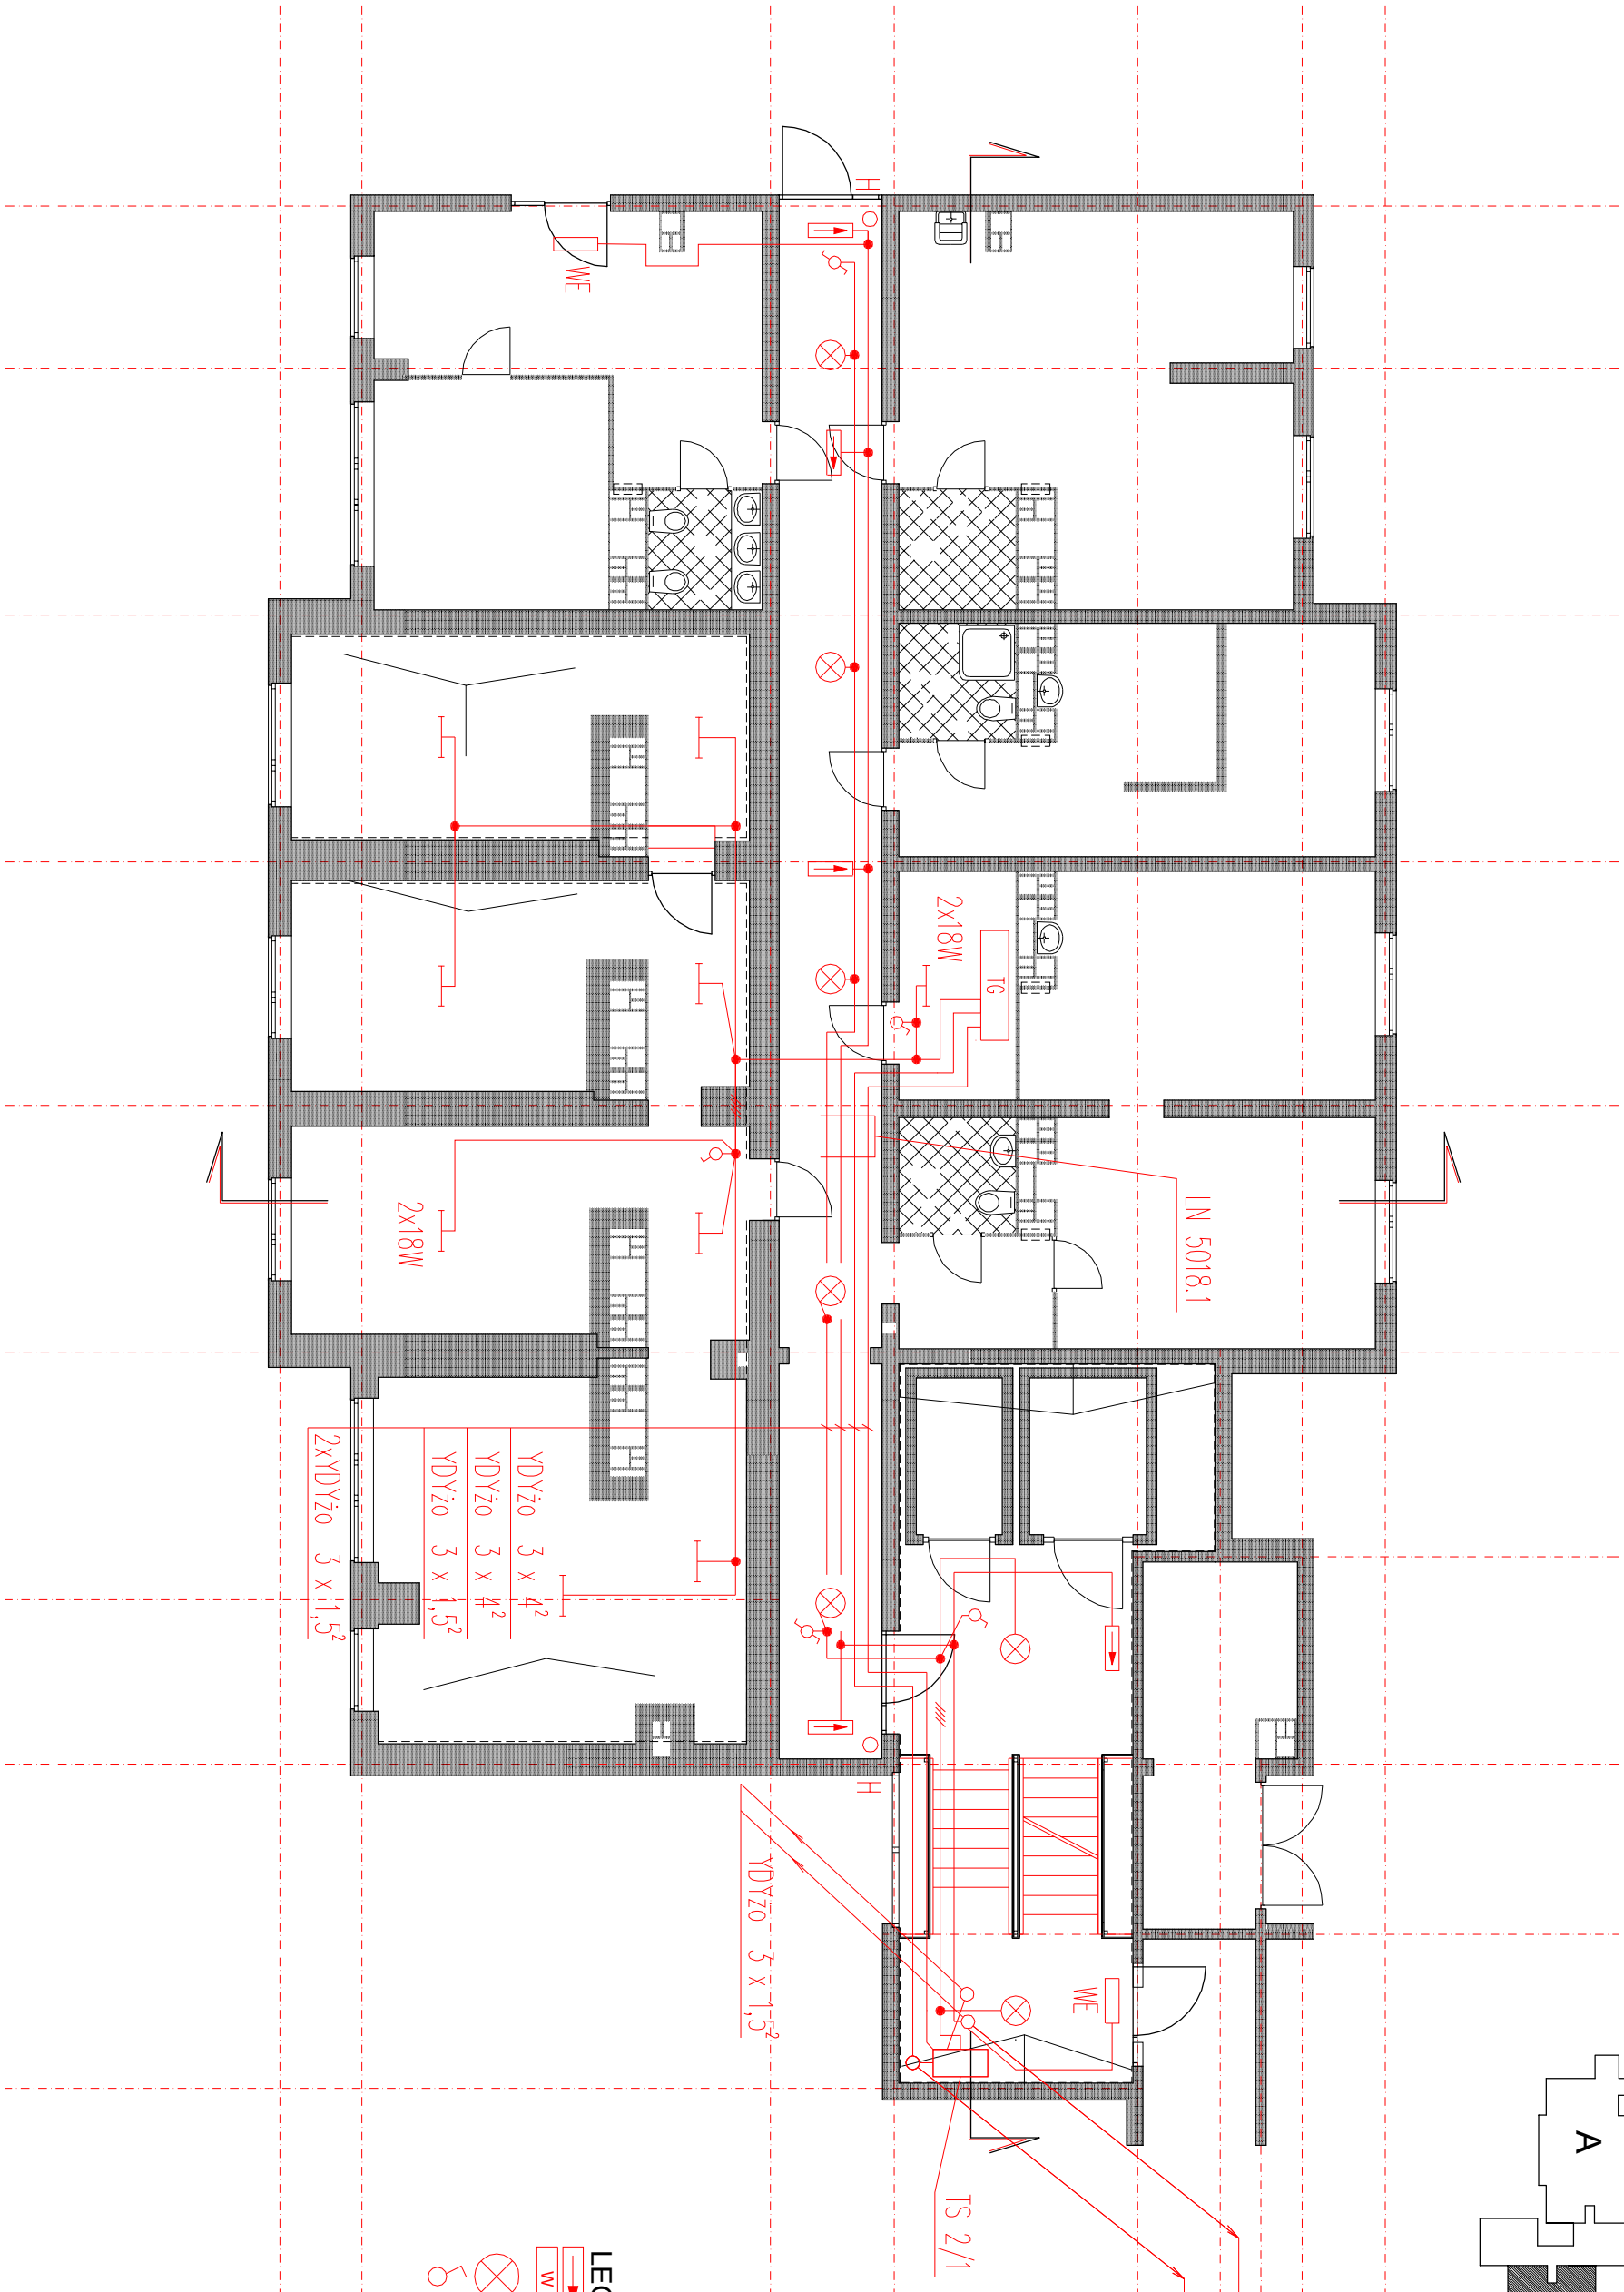 H
WE
2x18W
TG
LN 5018.1
2x18W
YDYżo 3 x 4²
YDYżo 3 x 4²
YDYżo 3 x 1,5²
2xYDYżo 3 x 1,5²
H
YDYżo 3 x 1,5²
WE
TS 2/1
A
W